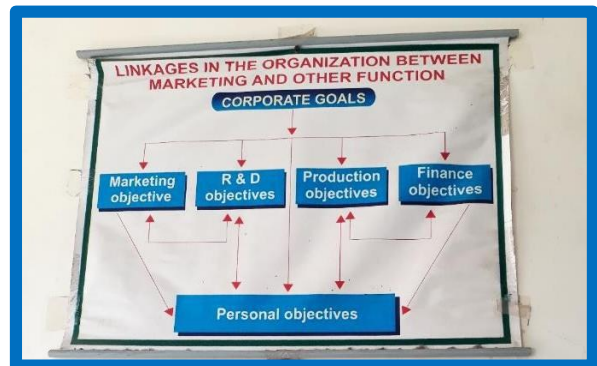 LINKAGES IN THE ORGANIZATION BETWEEN
MARKETING AND OTHER FUNCTION
CORPORATE GOALS
Marketing
objective
R & D
objectives
Production
objectives
Finance
objectives
Personal objectives